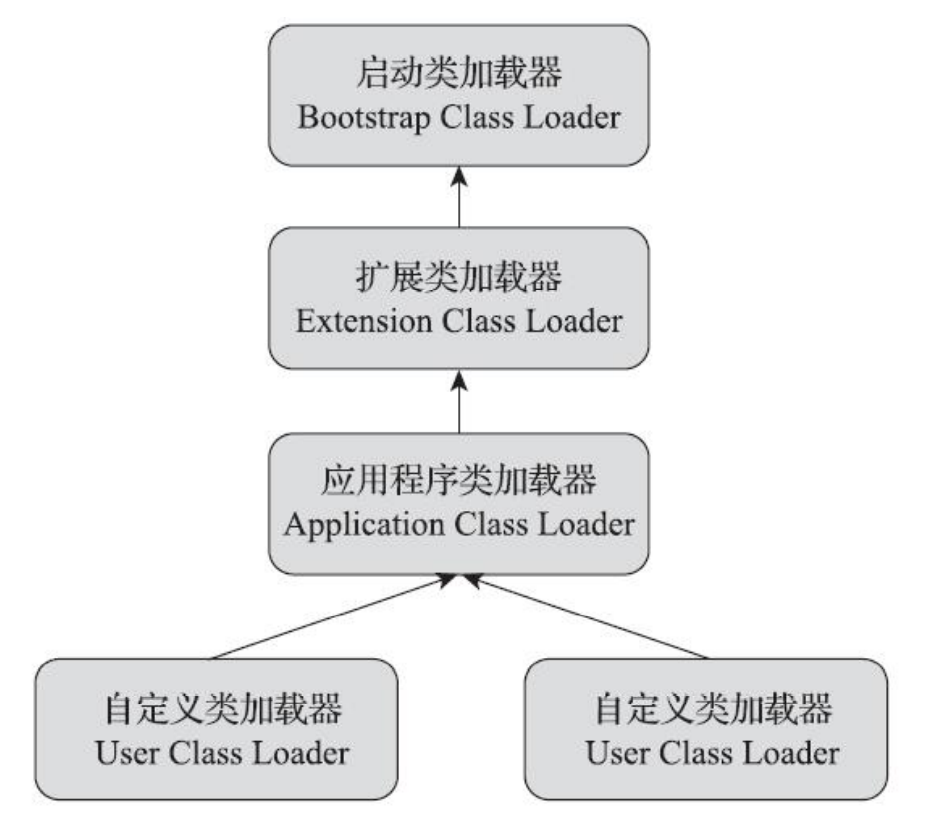 启动类加载器
Bootstrap Class Loader
扩展类加载器
Extension Class Loader
应用程序类加载器
Application Class Loader
自定义类加载器
User Class Loader
自定义类加载器
User Class Loader